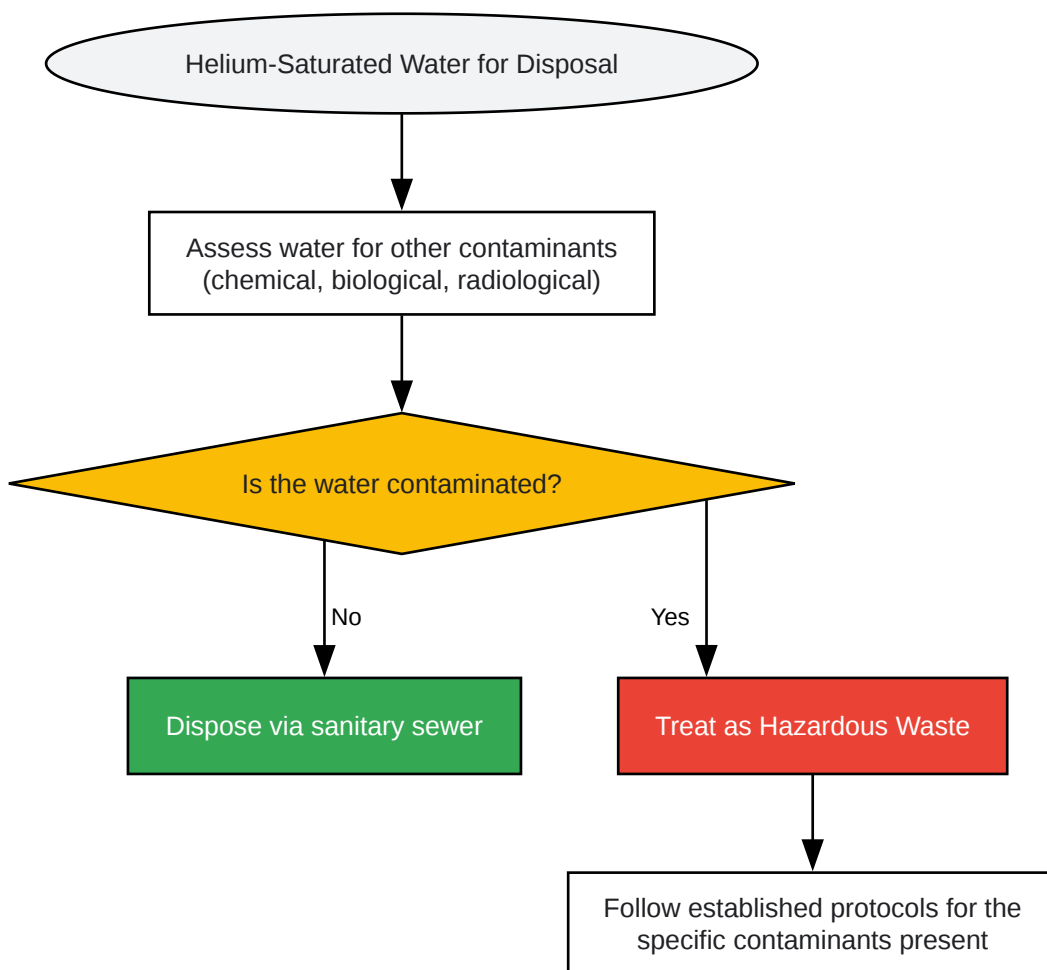 Helium-Saturated Water for Disposal
Assess water for other contaminants
(chemical, biological, radiological)
Is the water contaminated?
No
Yes
Dispose via sanitary sewer
Treat as Hazardous Waste
Follow established protocols for the
specific contaminants present